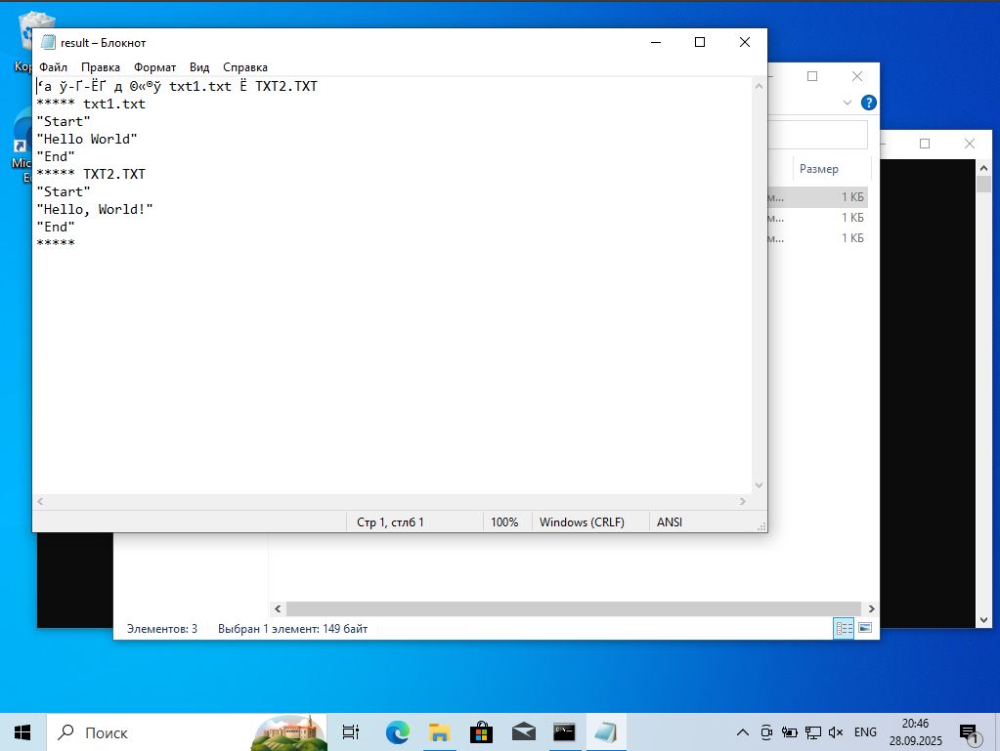 result – Блокнот
Файл Правка Формат Вид Справка
‘а ў-Ґ-ЁҐ д ©«®ў txt1.txt Ё TXT2.TXT
***** txt1.txt
"Start"
"Hello World"
"End"
***** TXT2.TXT
"Start"
"Hello, World!"
"End"
*****
Стр 1, стлб 1 100% Windows (CRLF) ANSI
Размер
м... 1 КБ
м... 1 КБ
м... 1 КБ
Элементов: 3 Выбран 1 элемент: 149 байт
Поиск
ENG
20:46
28.09.2025
1